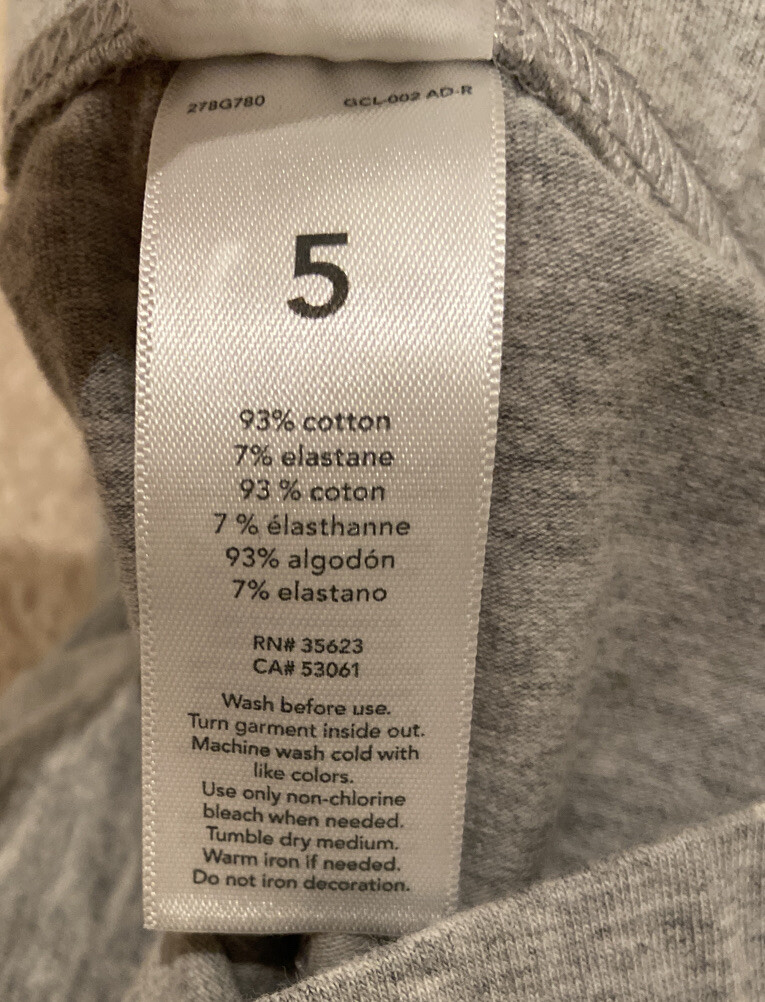 278G780 GCL-002 AD-R
5
93% cotton
7% elastane
93 % coton
7 % élasthanne
93% algodón
7% elastano
RN# 35623
CA# 53061
Wash before use.
Turn garment inside out.
Machine wash cold with
like colors.
Use only non-chlorine
bleach when needed.
Tumble dry medium.
Warm iron if needed.
Do not iron decoration.